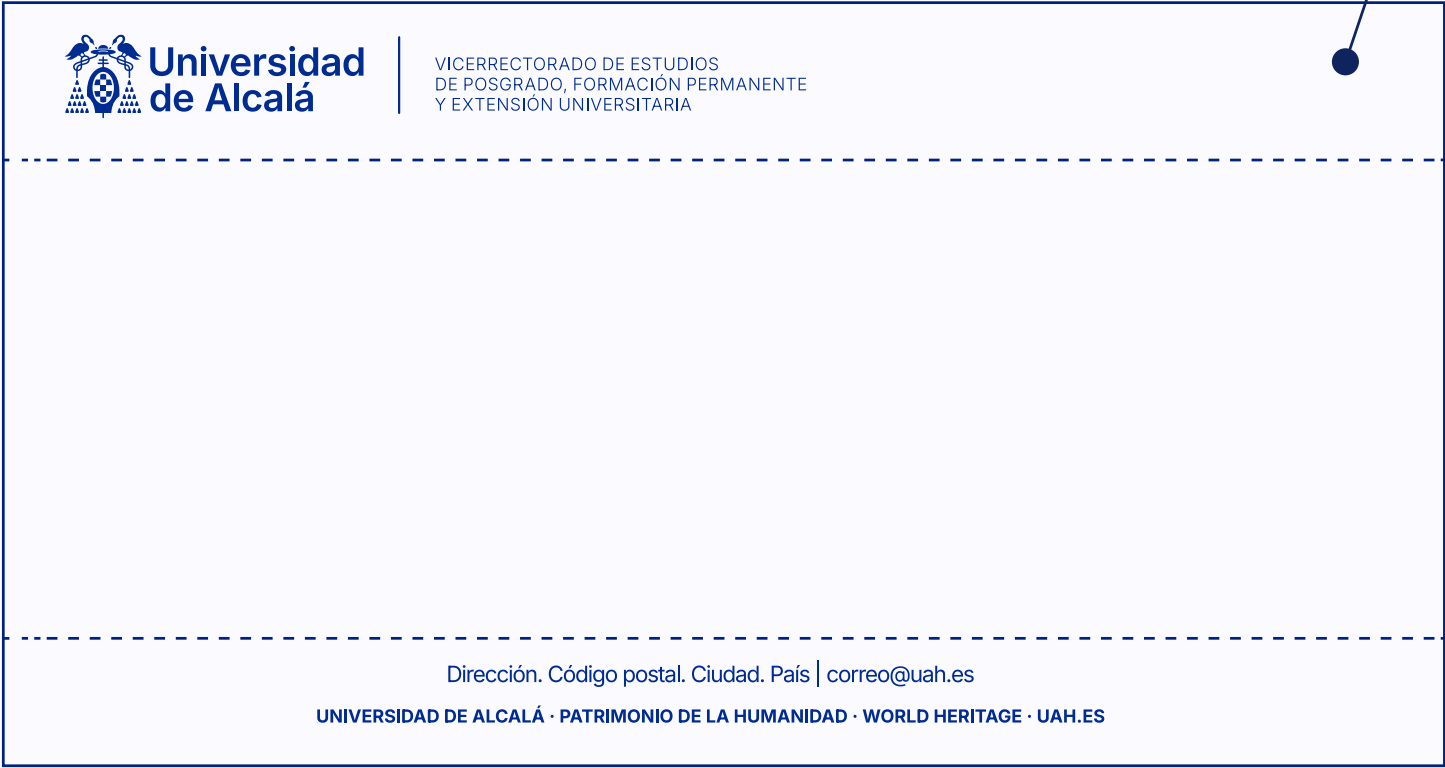 Universidad
de Alcalá
VICERRECTORADO DE ESTUDIOS
DE POSGRADO, FORMACIÓN PERMANENTE
Y EXTENSIÓN UNIVERSITARIA
Dirección. Código postal. Ciudad. País | correo@uah.es
UNIVERSIDAD DE ALCALÁ · PATRIMONIO DE LA HUMANIDAD · WORLD HERITAGE · UAH.ES